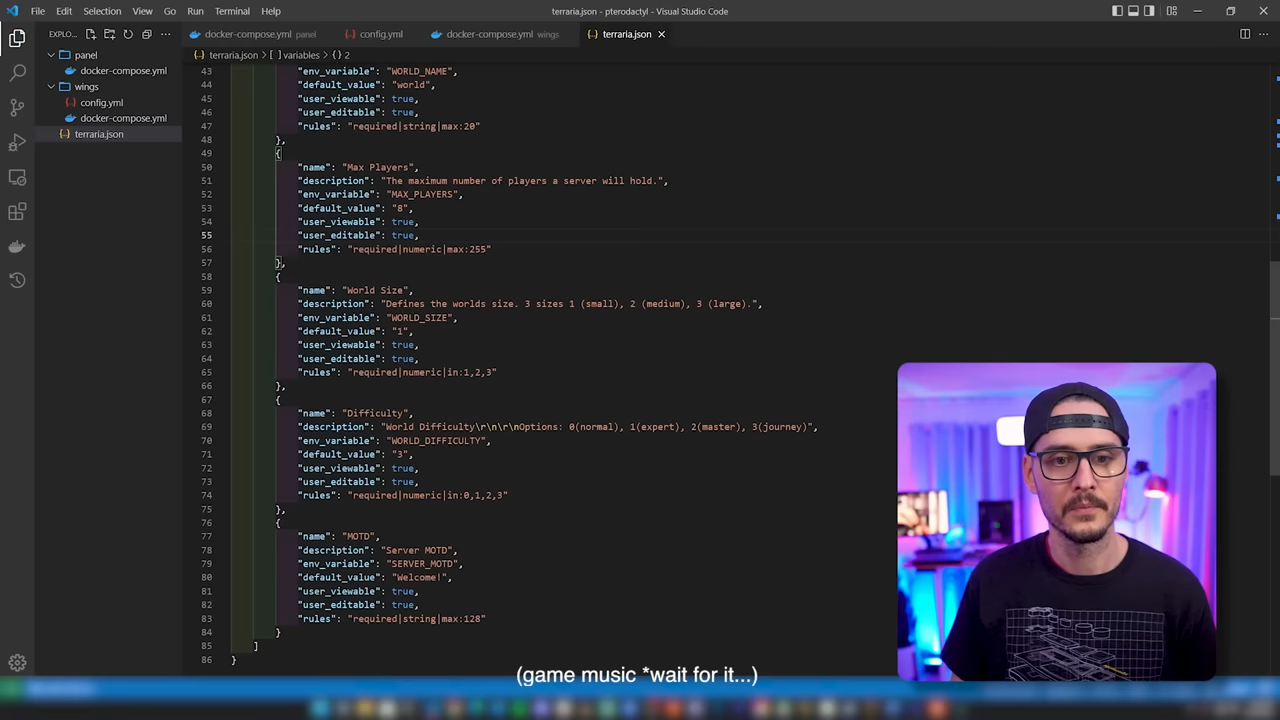 File Edit Selection View Go Run Terminal Help
terraria.json - pterodactyl - Visual Studio Code
EXPLO...
docker-compose.yml panel
config.yml
docker-compose.yml wings
terraria.json
terraria.json > [ ] variables > {} 2
panel
docker-compose.yml
wings
config.yml
docker-compose.yml
terraria.json
43 "env_variable": "WORLD_NAME",
44 "default_value": "world",
45 "user_viewable": true,
46 "user_editable": true,
47 "rules": "required|string|max:20"
48 },
49 {
50 "name": "Max Players",
51 "description": "The maximum number of players a server will hold.",
52 "env_variable": "MAX_PLAYERS",
53 "default_value": "8",
54 "user_viewable": true,
55 "user_editable": true,
56 "rules": "required|numeric|max:255"
57 },
58 {
59 "name": "World Size",
60 "description": "Defines the worlds size. 3 sizes 1 (small), 2 (medium), 3 (large).",
61 "env_variable": "WORLD_SIZE",
62 "default_value": "1",
63 "user_viewable": true,
64 "user_editable": true,
65 "rules": "required|numeric|in:1,2,3"
66 },
67 {
68 "name": "Difficulty",
69 "description": "World Difficulty\r\n\r\nOptions: 0(normal), 1(expert), 2(master), 3(journey)",
70 "env_variable": "WORLD_DIFFICULTY",
71 "default_value": "3",
72 "user_viewable": true,
73 "user_editable": true,
74 "rules": "required|numeric|in:0,1,2,3"
75 },
76 {
77 "name": "MOTD",
78 "description": "Server MOTD",
79 "env_variable": "SERVER_MOTD",
80 "default_value": "Welcome!",
81 "user_viewable": true,
82 "user_editable": true,
83 "rules": "required|string|max:128"
84 }
85 ]
86 }
(game music *wait for it...)